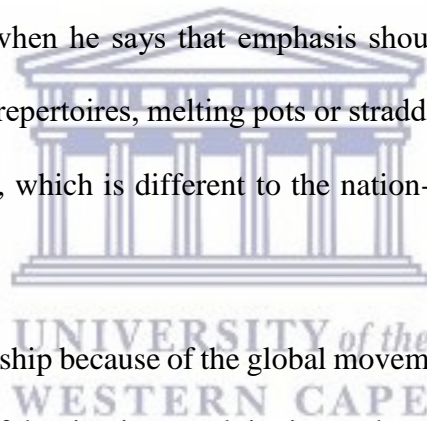 when he says that emphasis shou
repertoires, melting pots or stradd
, which is different to the nation-
UNIVERSITY of the
ship because of the global movem
WESTERN CAPE